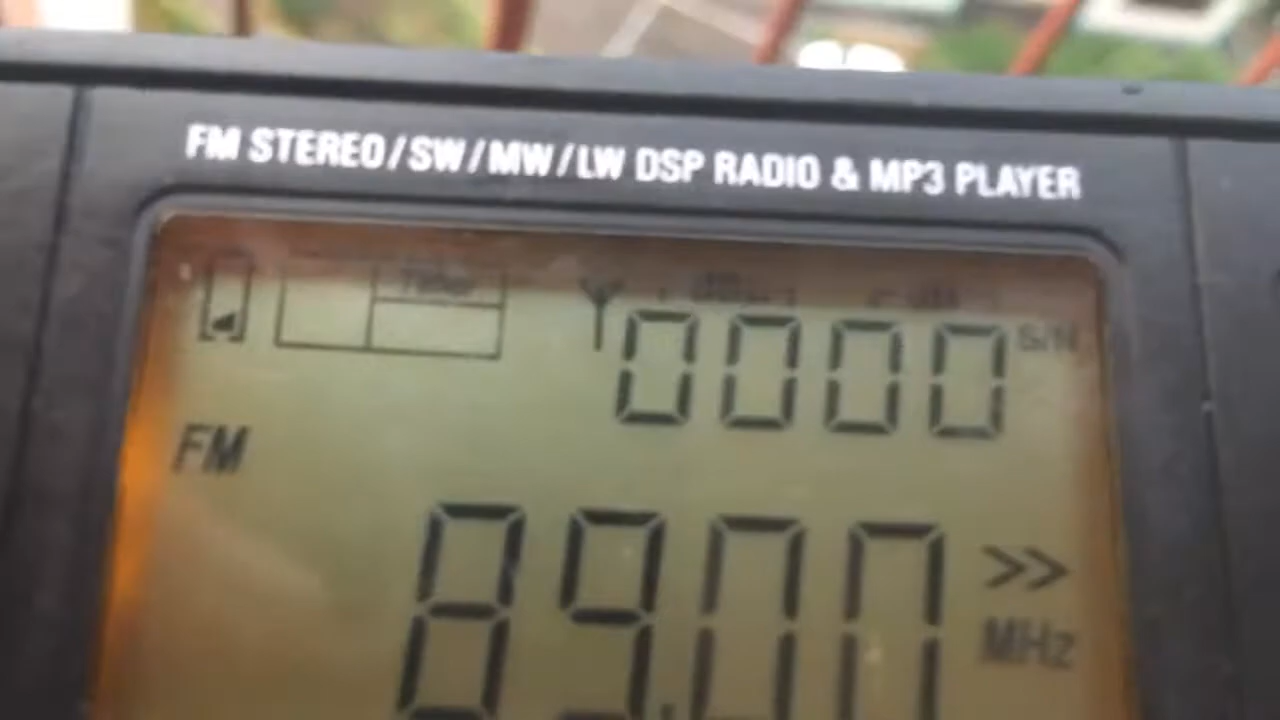 FM STEREO/SW/MW/LW DSP RADIO & MP3 PLAYER
0000 S/N
FM
89.00 MHz